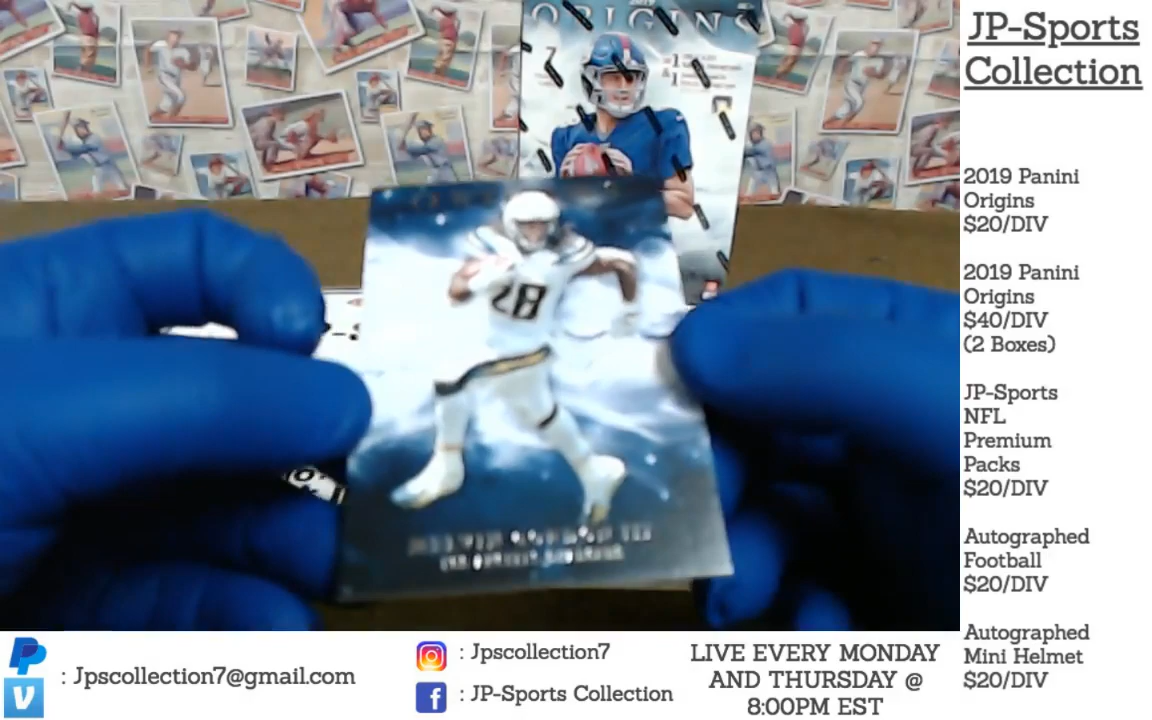 JP-Sports
Collection
2019
ORIGINS
7
28
2019 Panini
Origins
$20/DIV
2019 Panini
Origins
$40/DIV
(2 Boxes)
JP-Sports
NFL
Premium
Packs
$20/DIV
Autographed
Football
$20/DIV
Autographed
Mini Helmet
$20/DIV
: Jpscollection7@gmail.com
: Jpscollection7
: JP-Sports Collection
LIVE EVERY MONDAY
AND THURSDAY @
8:00PM EST